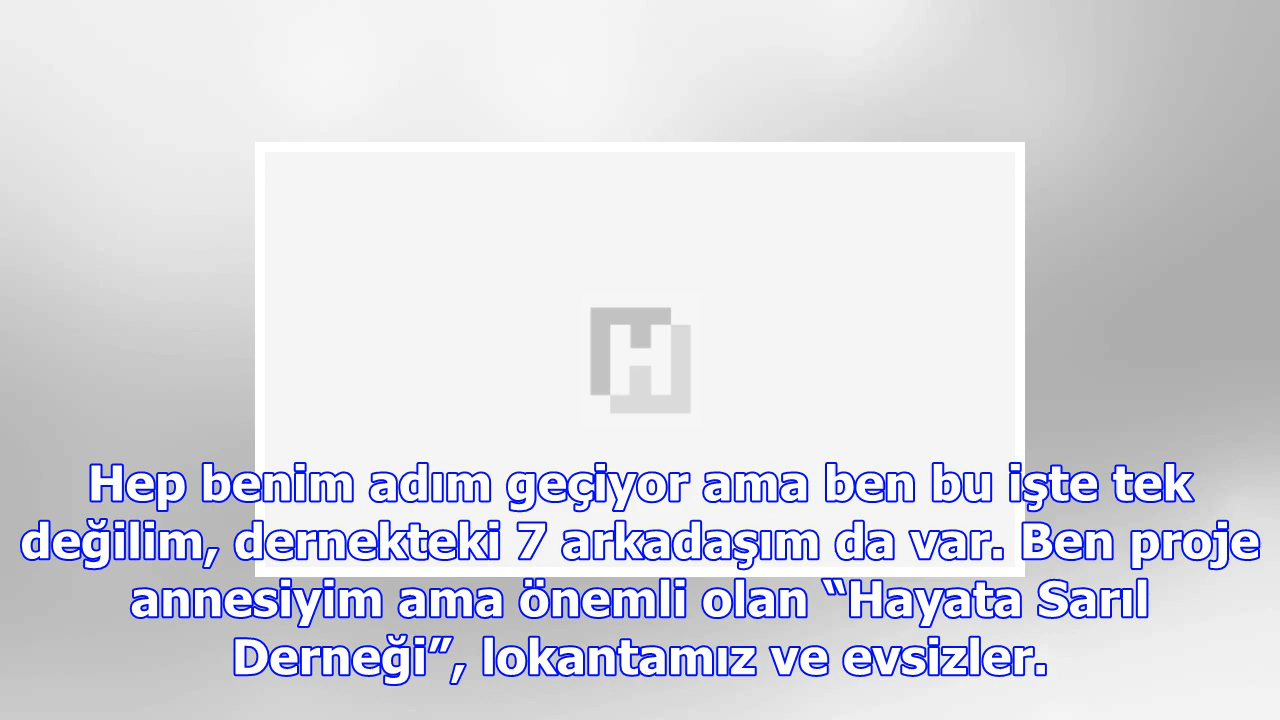 Hep benim adım geçiyor ama ben bu işte tek
değilim, dernekteki 7 arkadaşım da var. Ben proje
annesiyim ama önemli olan “Hayata Sarıl
Derneği”, lokantamız ve evsizler.
H